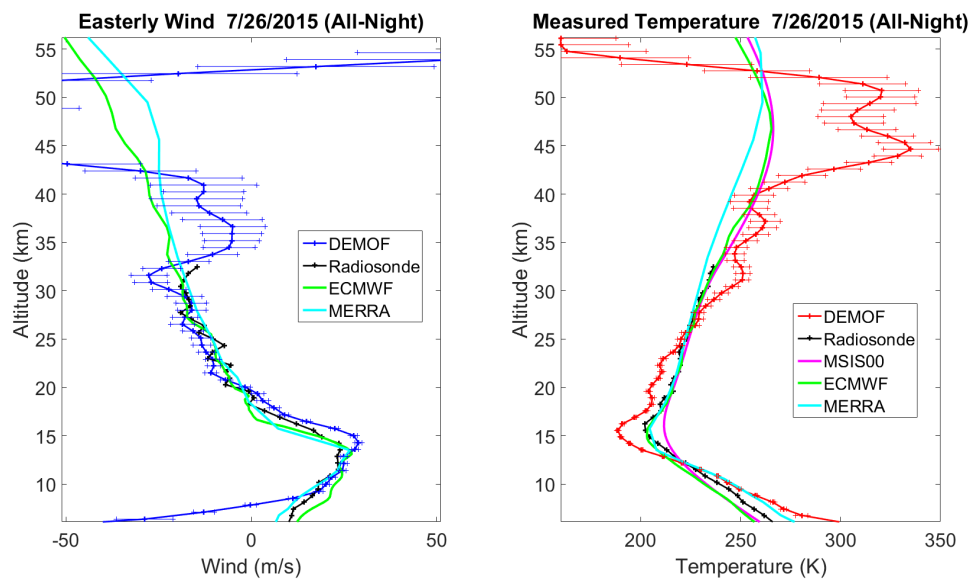 Easterly Wind 7/26/2015 (All-Night)
55
50
45
40
35
30
25
20
15
10
Altitude (km)
-50
0
50
Wind (m/s)
DEMOF
Radiosonde
ECMWF
MERRA
Measured Temperature 7/26/2015 (All-Night)
55
50
45
40
35
30
25
20
15
10
Altitude (km)
200
250
300
350
Temperature (K)
DEMOF
Radiosonde
MSIS00
ECMWF
MERRA